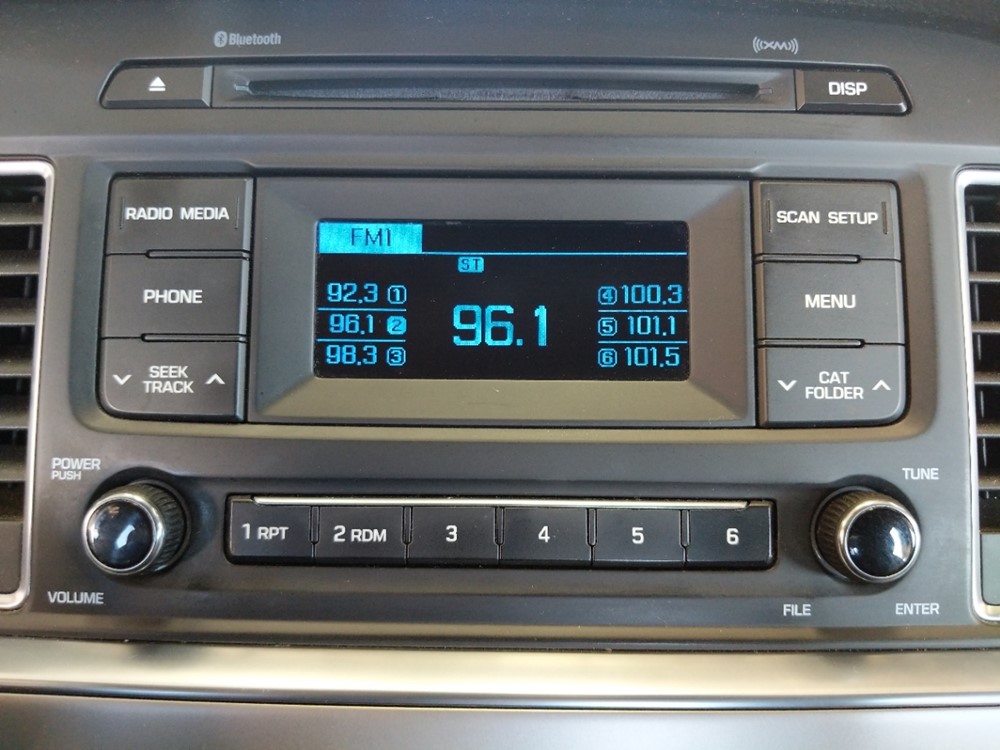 Bluetooth
((XM))
DISP
RADIO MEDIA
SCAN SETUP
FM1
ST
PHONE
MENU
92.3 1
4 100.3
96.1 2
96.1
5 101.1
98.3 3
6 101.5
SEEK
TRACK
CAT
FOLDER
POWER
PUSH
TUNE
1 RPT
2 RDM
3
4
5
6
VOLUME
FILE
ENTER